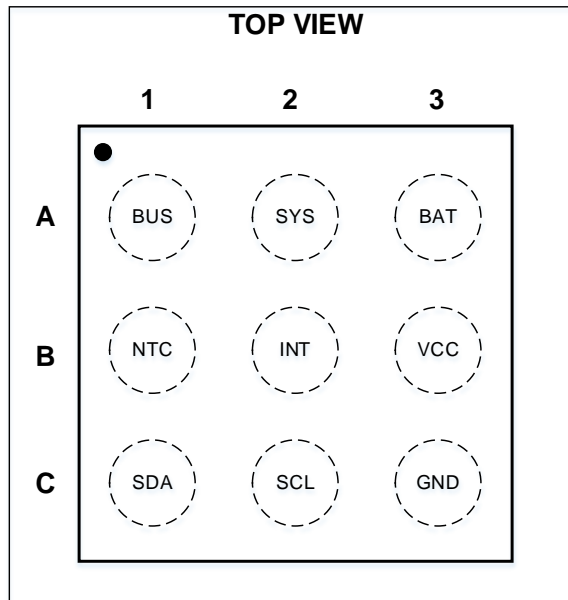 TOP VIEW
1 2 3
A BUS SYS BAT
B NTC INT VCC
C SDA SCL GND